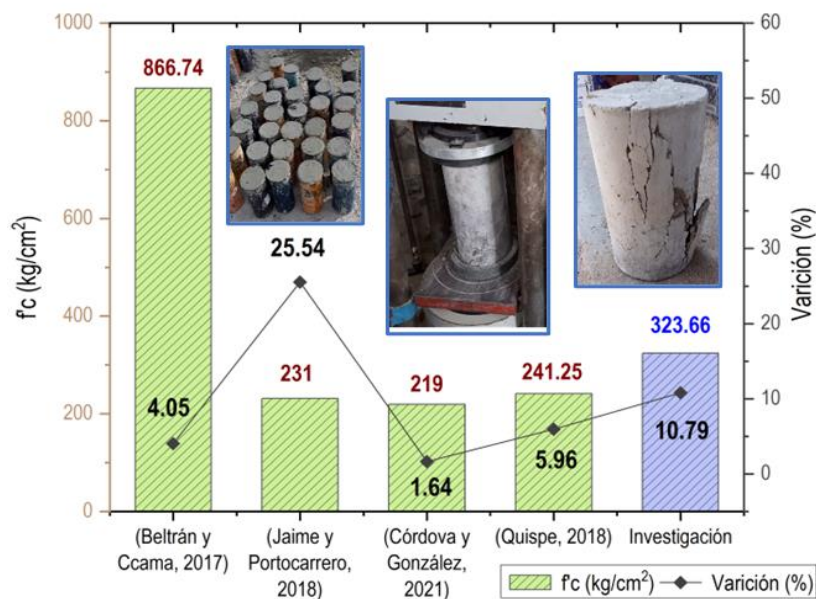 1000
800
600
400
200
0
f'c (kg/cm²)
60
50
40
30
20
10
0
Varición (%)
866.74
25.54
231
219
241.25
323.66
4.05
1.64
5.96
10.79
(Beltrán y
Ccama, 2017)
(Jaime y
Portocarrero,
2018)
(Córdova y
González,
2021)
(Quispe, 2018)
Investigación
f'c (kg/cm²)
Varición (%)